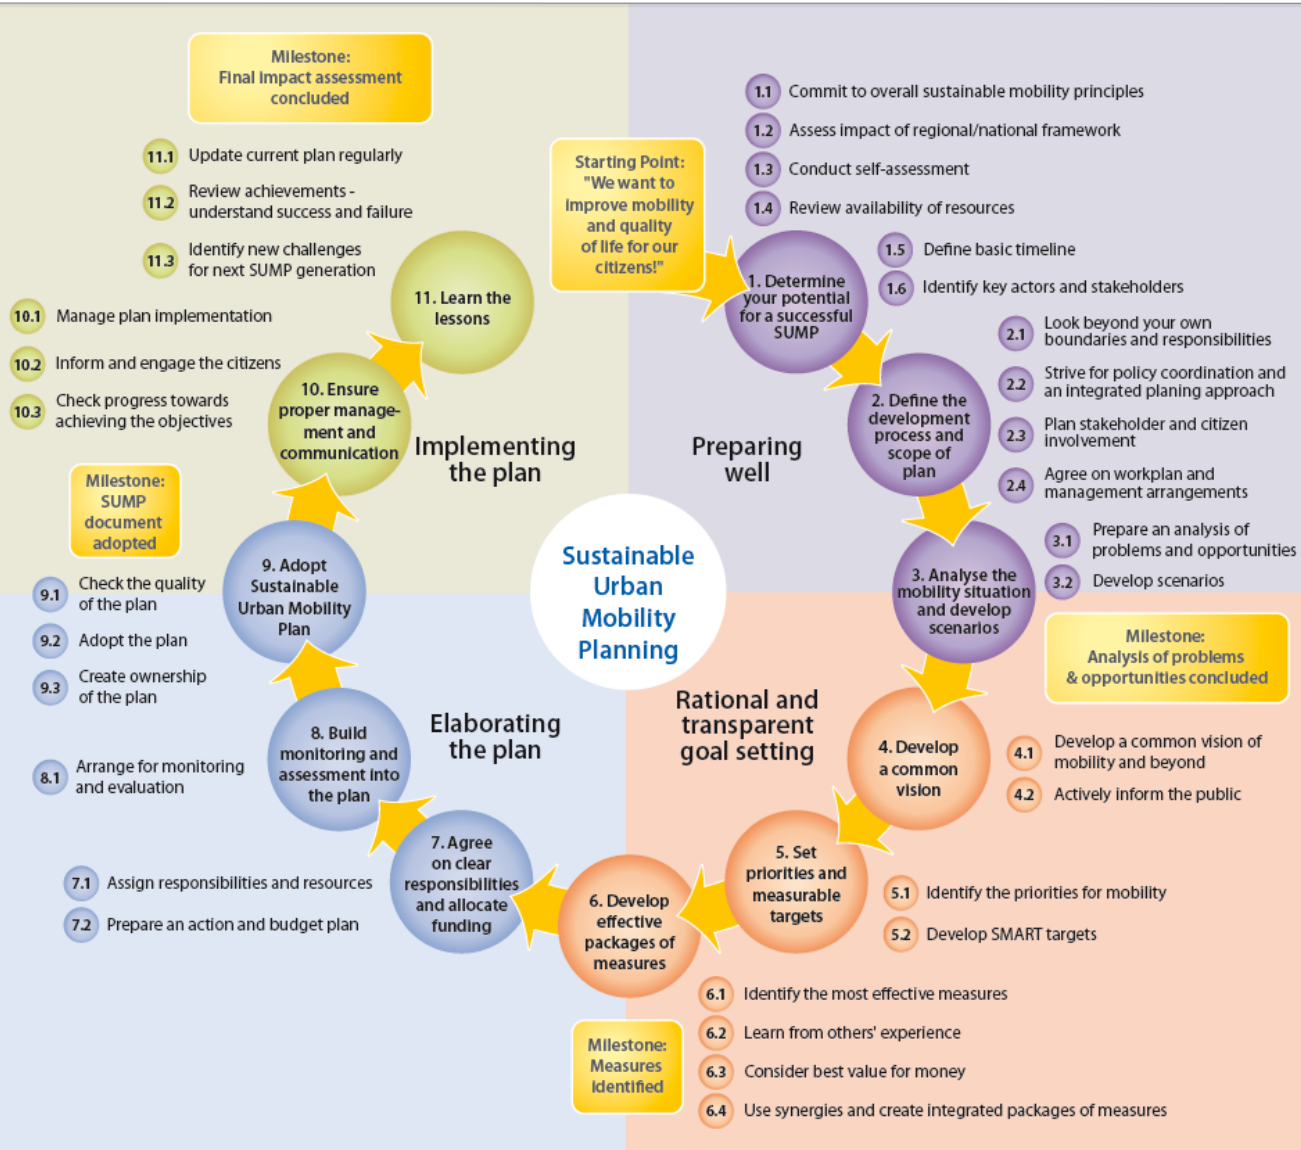 Milestone:
Final impact assessment
concluded
11.1 Update current plan regularly
11.2 Review achievements -
understand success and failure
11.3 Identify new challenges
for next SUMP generation
11. Learn the
lessons
10.1 Manage plan implementation
10.2 Inform and engage the citizens
10.3 Check progress towards
achieving the objectives
10. Ensure
proper manage-
ment and
communication
Implementing
the plan
Starting Point:
"We want to
improve mobility
and quality
of life for our
citizens!"
1.1 Commit to overall sustainable mobility principles
1.2 Assess impact of regional/national framework
1.3 Conduct self-assessment
1.4 Review availability of resources
1.5 Define basic timeline
1.6 Identify key actors and stakeholders
1. Determine
your potential
for a successful
SUMP
2.1 Look beyond your own
boundaries and responsibilities
2.2 Strive for policy coordination and
an integrated planing approach
2.3 Plan stakeholder and citizen
involvement
2.4 Agree on workplan and
management arrangements
2. Define the
development
process and
scope of
plan
Preparing
well
3.1 Prepare an analysis of
problems and opportunities
3.2 Develop scenarios
3. Analyse the
mobility situation
and develop
scenarios
Milestone:
Analysis of problems
& opportunities concluded
Sustainable
Urban
Mobility
Planning
Rational and
transparent
goal setting
4. Develop
a common
vision
4.1 Develop a common vision of
mobility and beyond
4.2 Actively inform the public
5. Set
priorities and
measurable
targets
5.1 Identify the priorities for mobility
5.2 Develop SMART targets
6. Develop
effective
packages of
measures
6.1 Identify the most effective measures
6.2 Learn from others' experience
6.3 Consider best value for money
6.4 Use synergies and create integrated packages of measures
Milestone:
Measures
identified
Elaborating
the plan
7. Agree
on clear
responsibilities
and allocate
funding
7.1 Assign responsibilities and resources
7.2 Prepare an action and budget plan
8. Build
monitoring and
assessment into
the plan
8.1 Arrange for monitoring
and evaluation
9. Adopt
Sustainable
Urban Mobility
Plan
9.1 Check the quality
of the plan
9.2 Adopt the plan
9.3 Create ownership
of the plan
Milestone:
SUMP
document
adopted